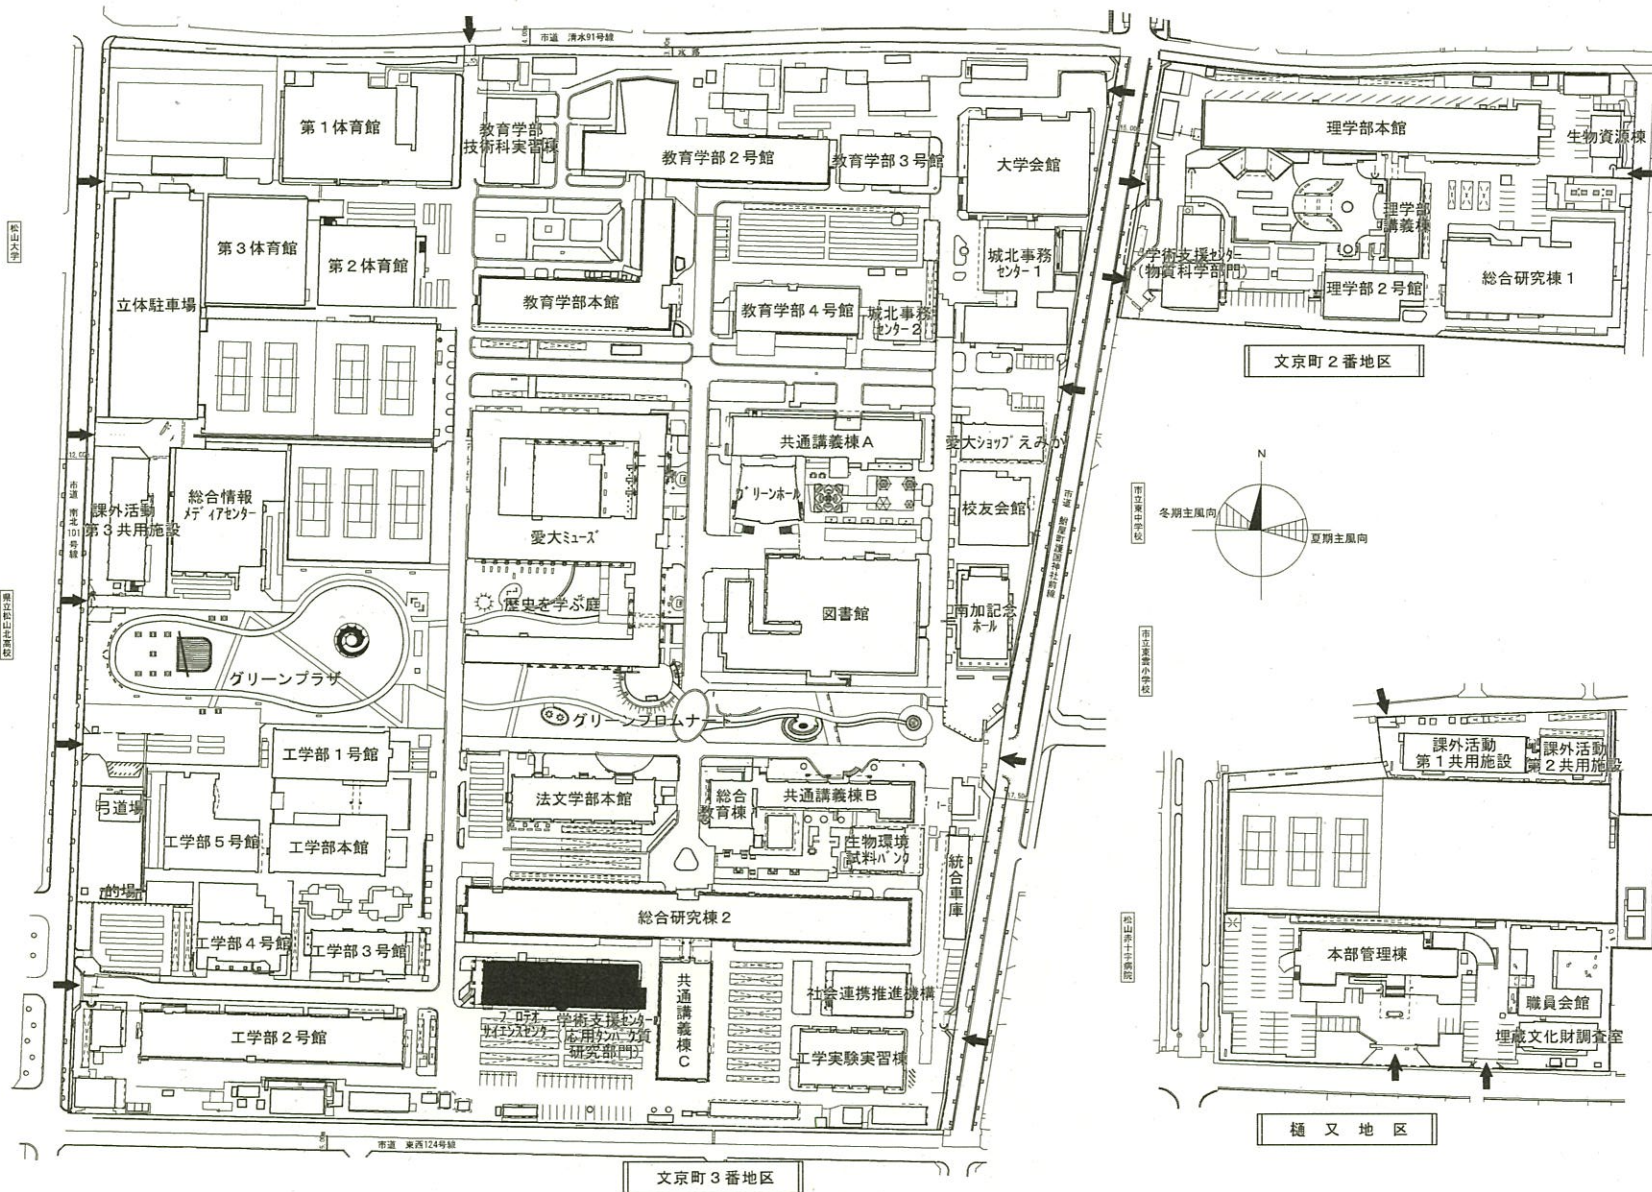 市道 清水91号線
水路
第1体育館
教育学部
技術科実習棟
教育学部2号館
教育学部3号館
大学会館
理学部本館
生物資源棟
松山大学
立体駐車場
第3体育館
第2体育館
教育学部本館
教育学部4号館
城北事務
センター2
城北事務
センター1
学術支援センター
(物質科学部門)
理学部
講義棟
理学部2号館
総合研究棟1
文京町2番地区
共通講義棟A
愛大ショップえみか
グリーンホール
校友会館
市道 南北101号線
課外活動
第3共用施設
総合情報
メディアセンター
愛大ミューズ
歴史を学ぶ庭
図書館
南加記念
ホール
市立東中学校
N
冬期主風向
夏期主風向
県立松山北高校
グリーンプラザ
グリーンプロムナード
市立東雲小学校
工学部1号館
弓道場
工学部5号館
工学部本館
法文学部本館
総合
教育棟
共通講義棟B
生物環境
試料バンク
統合車庫
課外活動
第1共用施設
課外活動
第2共用施設
的場
工学部4号館
工学部3号館
総合研究棟2
松山赤十字病院
本部管理棟
職員会館
埋蔵文化財調査室
工学部2号館
プロテオ
サイエンスセンター
学術支援センター
(応用タンパク質
研究部門)
共通講義棟C
社会連携推進機構
工学実験実習棟
市道 東西124号線
文京町3番地区
樋又地区